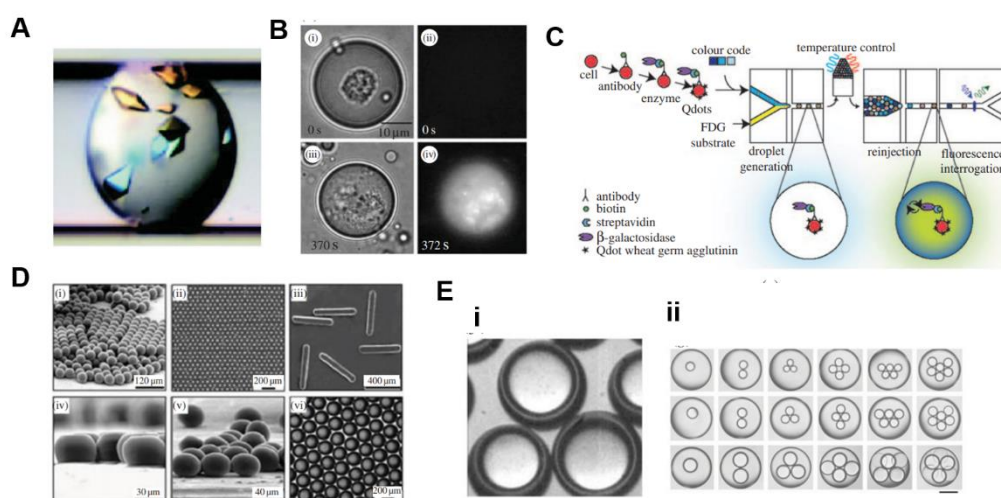 A
B
(i)
(ii)
0 s
10 µm
0 s
(iii)
(iv)
370 s
372 s
C
colour code
temperature control
cell
antibody
enzyme
Qdots
FDG
substrate
droplet
generation
reinjection
fluorescence
interrogation
antibody
biotin
streptavidin
β-galactosidase
Qdot wheat germ agglutinin
D
(i)
(ii)
(iii)
120 µm
200 µm
400 µm
(iv)
(v)
(vi)
30 µm
40 µm
200 µm
E
i
ii